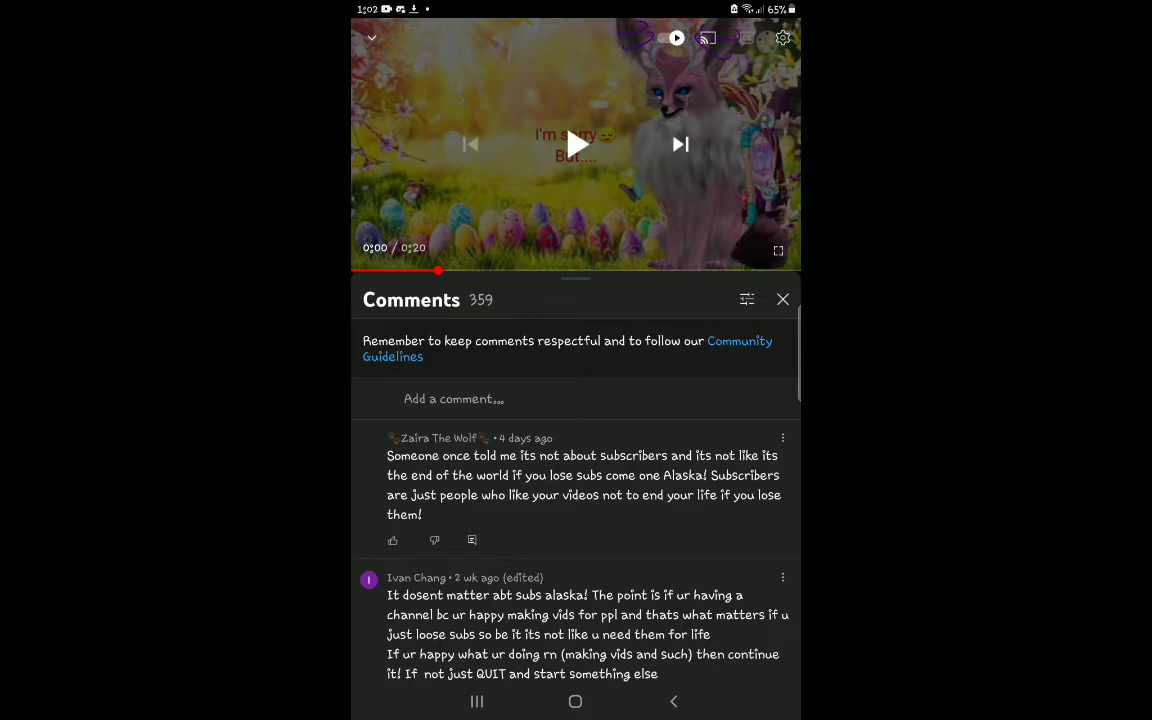 1:02
65%
I'm sorry😔
But....
0:00 / 0:20
Comments 359
Remember to keep comments respectful and to follow our Community
Guidelines
Add a comment...
🐾Zaira The Wolf🐾 • 4 days ago
Someone once told me its not about subscribers and its not like its
the end of the world if you lose subs come one Alaska! Subscribers
are just people who like your videos not to end your life if you lose
them!
I
Ivan Chang • 2 wk ago (edited)
It dosent matter abt subs alaska! The point is if ur having a
channel bc ur happy making vids for ppl and thats what matters if u
just loose subs so be it its not like u need them for life
If ur happy what ur doing rn (making vids and such) then continue
it! If not just QUIT and start something else